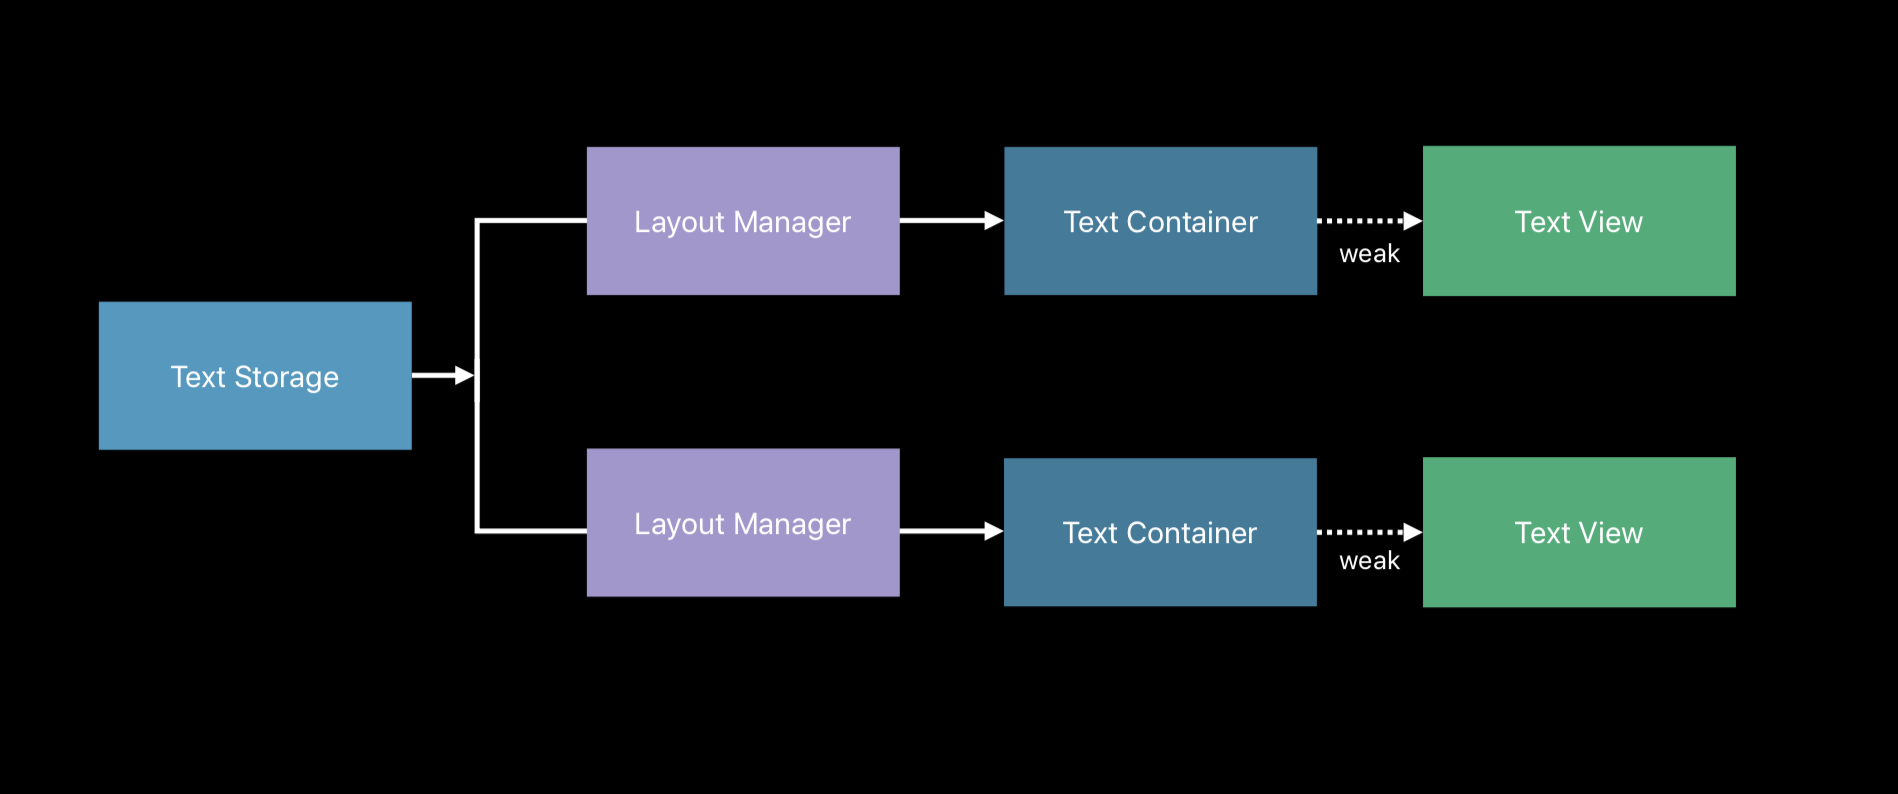 Layout Manager
Text Container
weak
Text View
Text Storage
Layout Manager
Text Container
weak
Text View